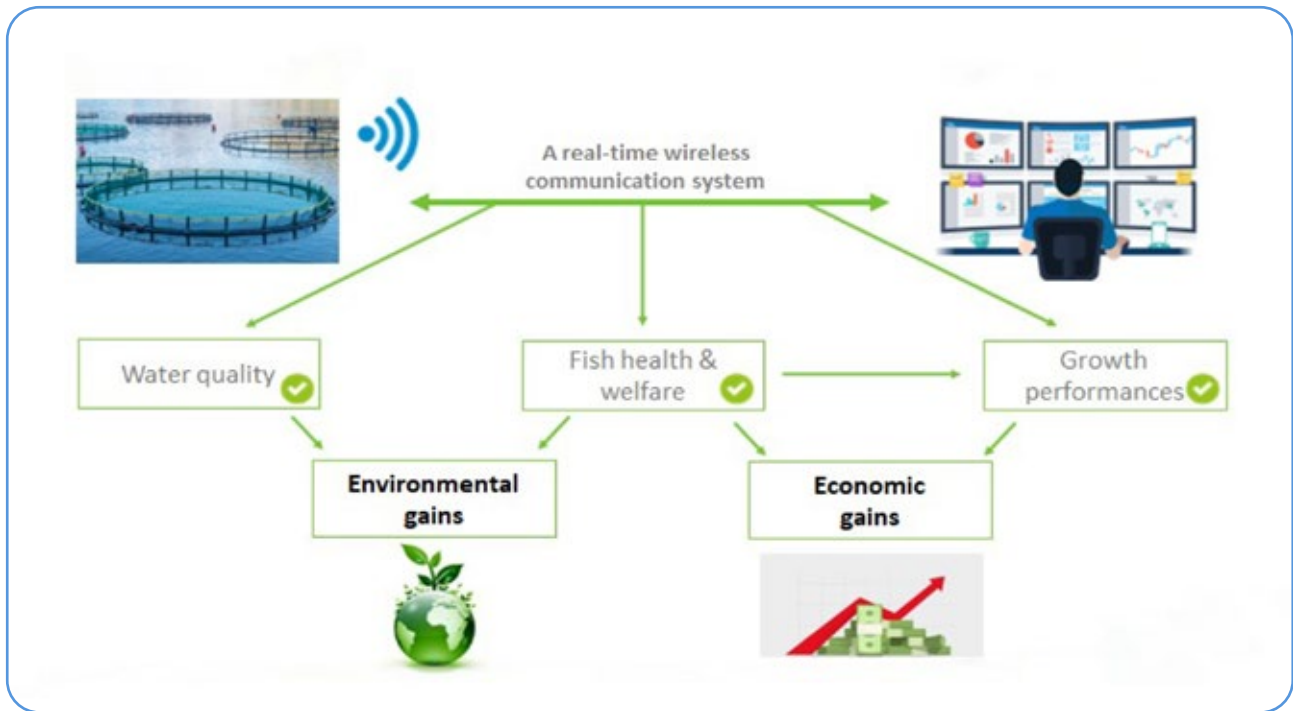 A real-time wireless
communication system
Water quality
Fish health &
welfare
Growth
performances
Environmental
gains
Economic
gains